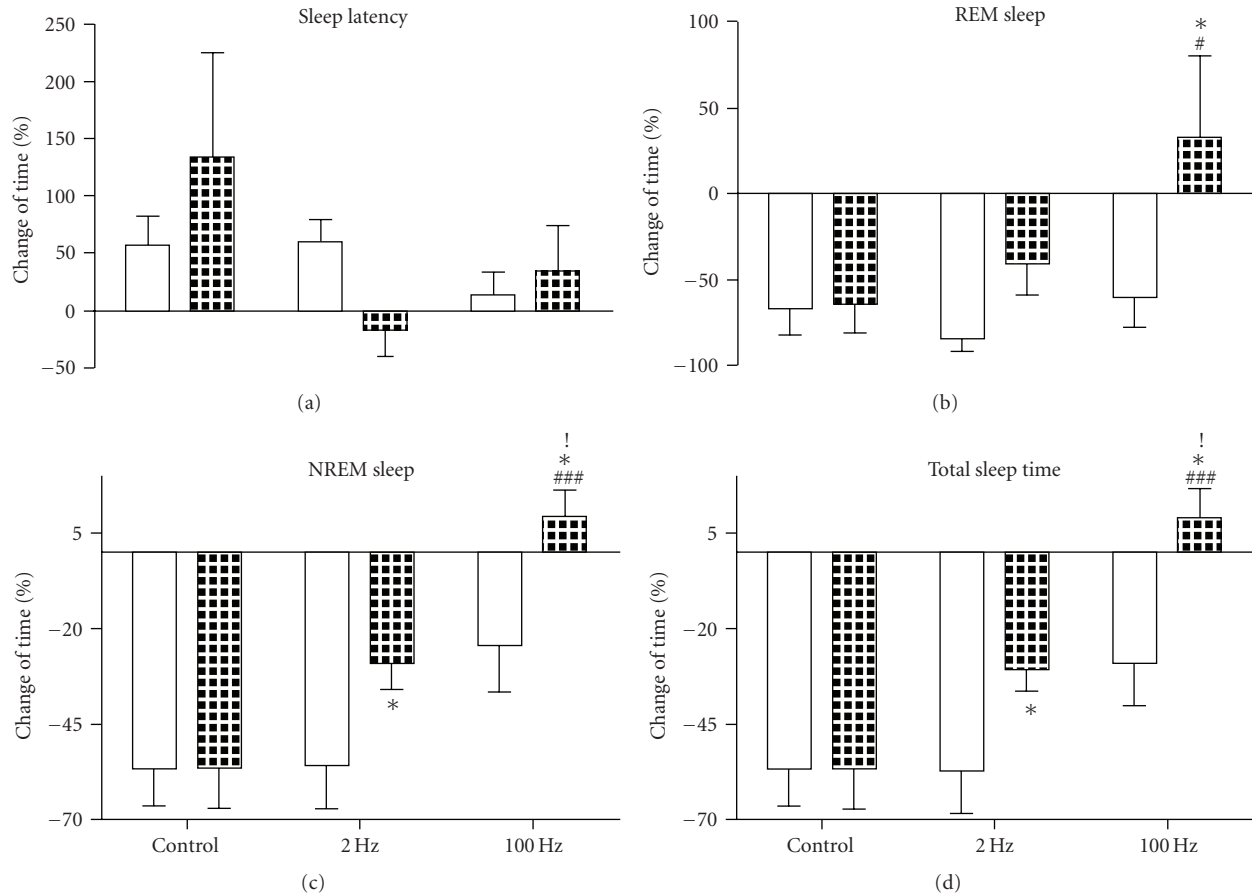 Sleep latency
250
200
150
100
50
0
−50
Change of time (%)
(a)
REM sleep
100
50
0
−50
−100
Change of time (%)
*
#
(b)
NREM sleep
5
−20
−45
−70
Change of time (%)
*
!
*
###
Control 2 Hz 100 Hz
(c)
Total sleep time
5
−20
−45
−70
Change of time (%)
*
!
*
###
Control 2 Hz 100 Hz
(d)